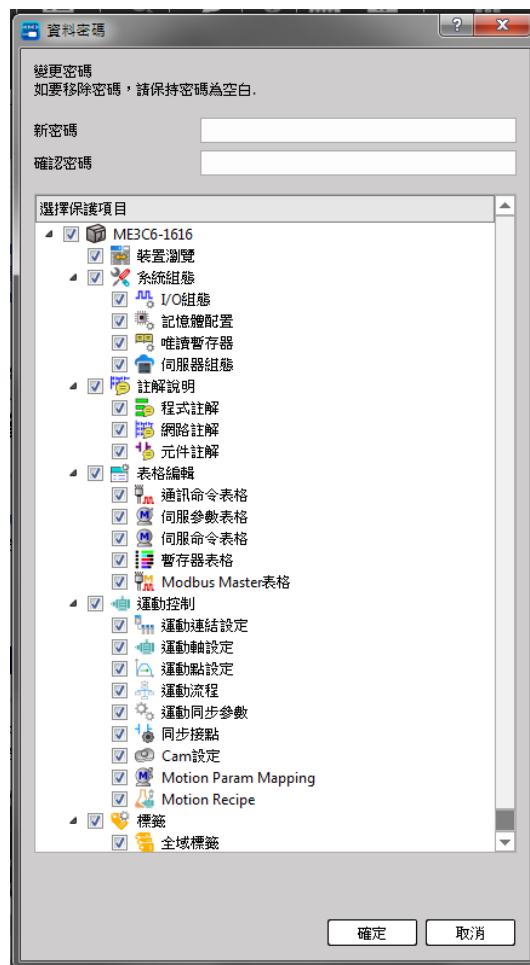 資料密碼
變更密碼
如要移除密碼，請保持密碼為空白.
新密碼
確認密碼
選擇保護項目
ME3C6-1616
裝置瀏覽
系統組態
I/O組態
記憶體配置
唯讀暫存器
伺服器組態
註解說明
程式註解
網路註解
元件註解
表格編輯
通訊命令表格
伺服參數表格
伺服命令表格
暫存器表格
Modbus Master表格
運動控制
運動連結設定
運動軸設定
運動點設定
運動流程
運動同步參數
同步接點
Cam設定
Motion Param Mapping
Motion Recipe
標籤
全域標籤
確定 取消